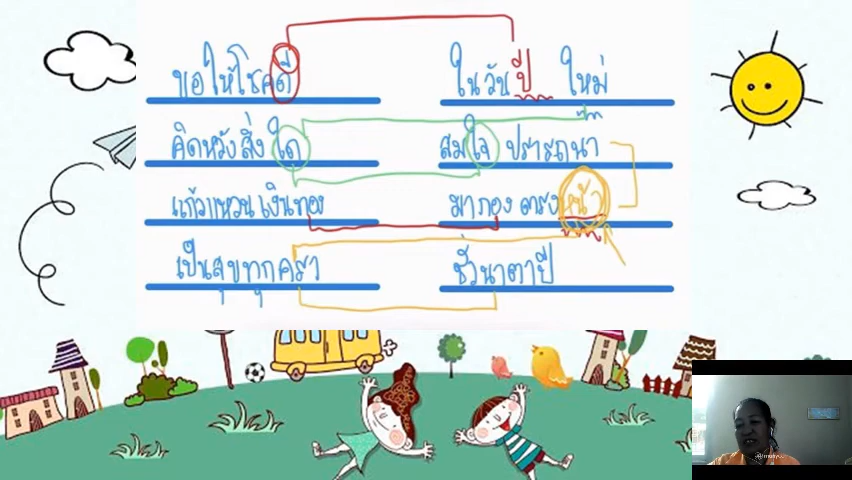 ขอให้โชคดี ในวันปี ใหม่
คิดหวังสิ่ง ใด สมใจ ปรารถนา
แก้วแหวน เงินทอง มากอง ตรงหน้า
เป็นสุขทุกครา ชั่วนาตาปี